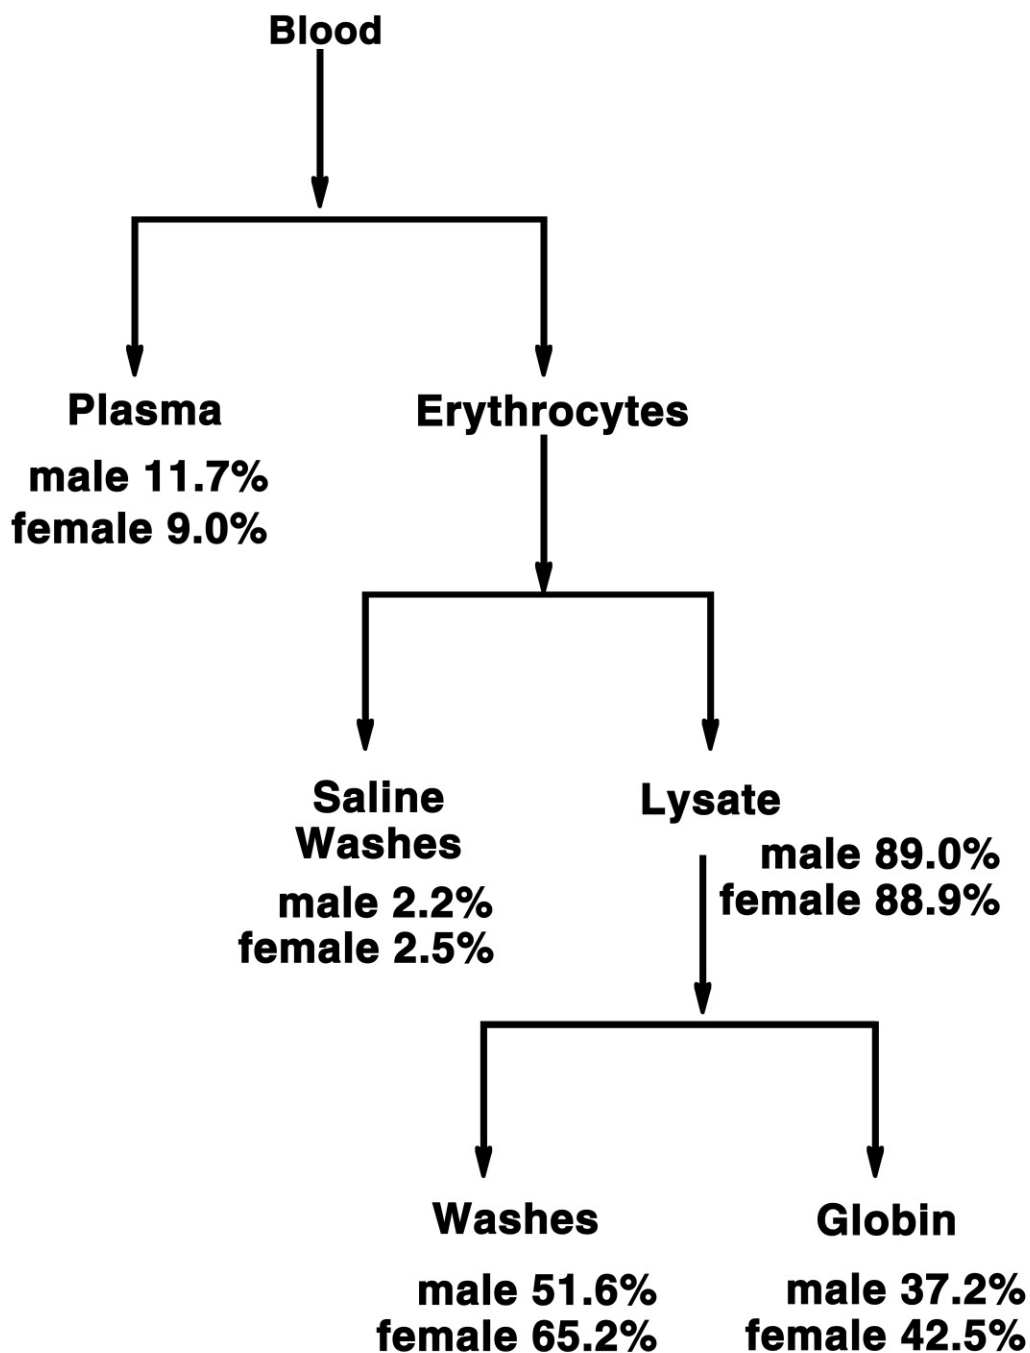 Blood
Plasma
male 11.7%
female 9.0%
Erythrocytes
Saline
Washes
male 2.2%
female 2.5%
Lysate
male 89.0%
female 88.9%
Washes
male 51.6%
female 65.2%
Globin
male 37.2%
female 42.5%